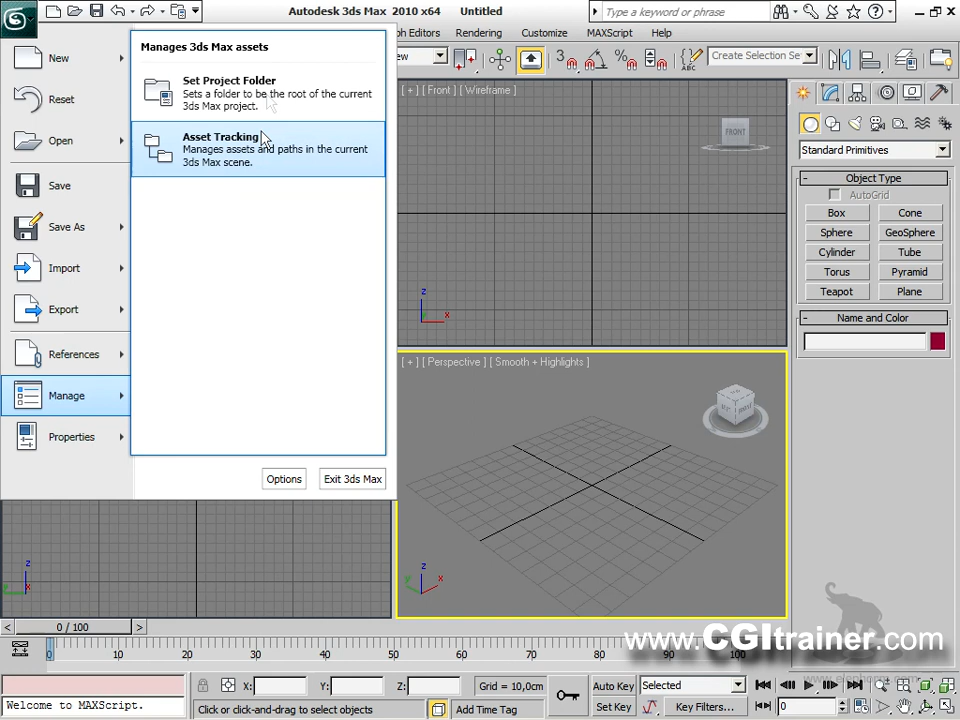 Autodesk 3ds Max 2010 x64 Untitled
Type a keyword or phrase
ph Editors Rendering Customize MAXScript Help
ew
3
Create Selection Se
Manages 3ds Max assets
Set Project Folder
Sets a folder to be the root of the current
3ds Max project.
Asset Tracking
Manages assets and paths in the current
3ds Max scene.
New
Reset
Open
Save
Save As
Import
Export
References
Manage
Properties
Options
Exit 3ds Max
[ + ] Front [ Wireframe ]
FRONT
z
x
[ + ] Perspective [ Smooth + Highlights ]
z
x
y
z
x
y
Standard Primitives
Object Type
AutoGrid
Box
Cone
Sphere
GeoSphere
Cylinder
Tube
Torus
Pyramid
Teapot
Plane
Name and Color
www.CGItrainer.com
0 / 100
0 10 20 30 40 50 60 70 80 90 100
X: Y: Z: Grid = 10,0cm
Auto Key
Selected
Welcome to MAXScript.
Click or click-and-drag to select objects
Add Time Tag
Set Key
Key Filters...
0